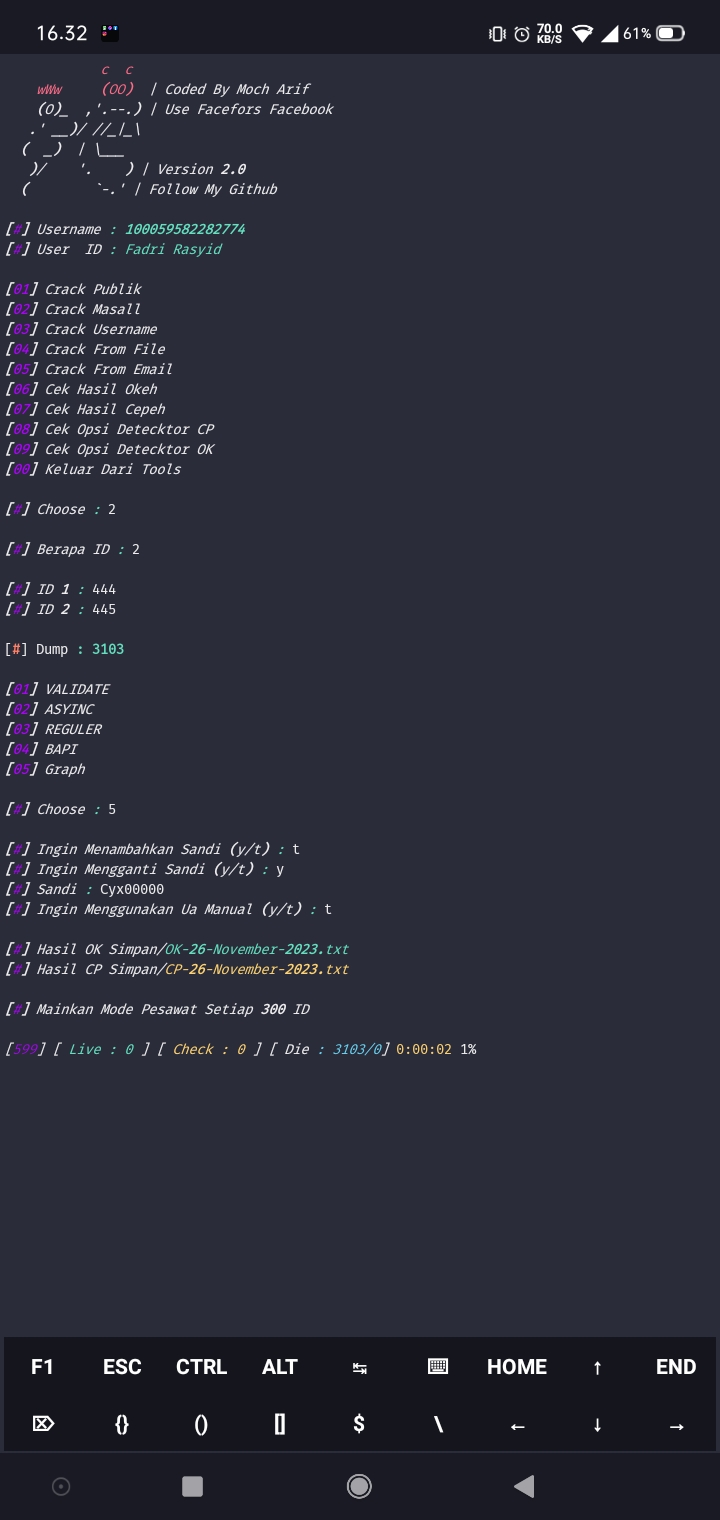 16.32 70.0 KB/S 61%
c c
wWw (OO) | Coded By Moch Arif
(O)_ ,'.--.) | Use Facefors Facebook
.' __)/ //_|_\
( _) | \___
)/ '. ) | Version 2.0
( `-.' | Follow My Github
[#] Username : 100059582282774
[#] User ID : Fadri Rasyid
[01] Crack Publik
[02] Crack Masall
[03] Crack Username
[04] Crack From File
[05] Crack From Email
[06] Cek Hasil Okeh
[07] Cek Hasil Cepeh
[08] Cek Opsi Detecktor CP
[09] Cek Opsi Detecktor OK
[00] Keluar Dari Tools
[#] Choose : 2
[#] Berapa ID : 2
[#] ID 1 : 444
[#] ID 2 : 445
[#] Dump : 3103
[01] VALIDATE
[02] ASYINC
[03] REGULER
[04] BAPI
[05] Graph
[#] Choose : 5
[#] Ingin Menambahkan Sandi (y/t) : t
[#] Ingin Mengganti Sandi (y/t) : y
[#] Sandi : Cyx00000
[#] Ingin Menggunakan Ua Manual (y/t) : t
[#] Hasil OK Simpan/OK-26-November-2023.txt
[#] Hasil CP Simpan/CP-26-November-2023.txt
[#] Mainkan Mode Pesawat Setiap 300 ID
[599] [ Live : 0 ] [ Check : 0 ] [ Die : 3103/0] 0:00:02 1%
F1 ESC CTRL ALT ↹ ⌨ HOME ↑ END
⌦ {} () [] $ \ ← ↓ →